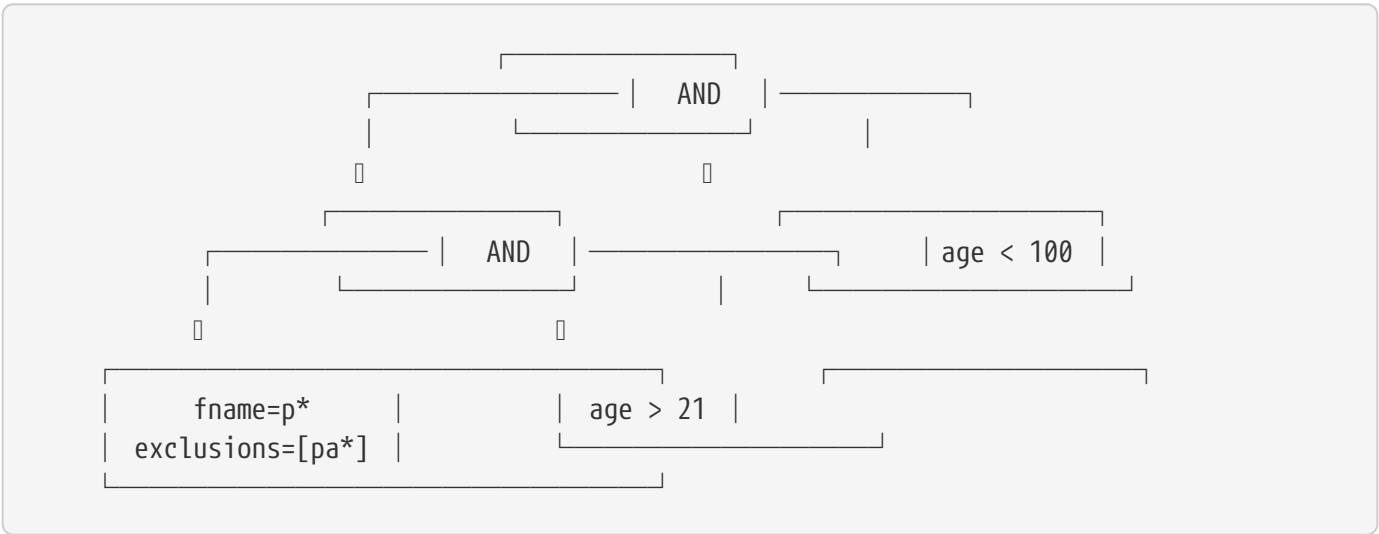 AND
AND age < 100
fname=p* age > 21
exclusions=[pa*]